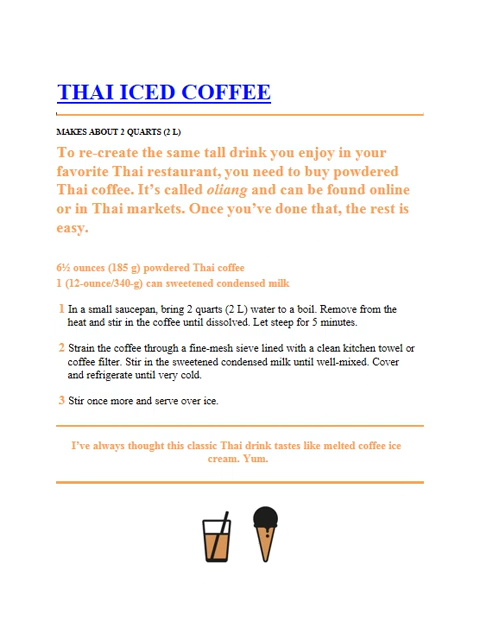 THAI ICED COFFEE
MAKES ABOUT 2 QUARTS (2 L)
To re-create the same tall drink you enjoy in your
favorite Thai restaurant, you need to buy powdered
Thai coffee. It’s called oliang and can be found online
or in Thai markets. Once you’ve done that, the rest is
easy.
6½ ounces (185 g) powdered Thai coffee
1 (12-ounce/340-g) can sweetened condensed milk
1 In a small saucepan, bring 2 quarts (2 L) water to a boil. Remove from the
heat and stir in the coffee until dissolved. Let steep for 5 minutes.
2 Strain the coffee through a fine-mesh sieve lined with a clean kitchen towel or
coffee filter. Stir in the sweetened condensed milk until well-mixed. Cover
and refrigerate until very cold.
3 Stir once more and serve over ice.
I’ve always thought this classic Thai drink tastes like melted coffee ice
cream. Yum.